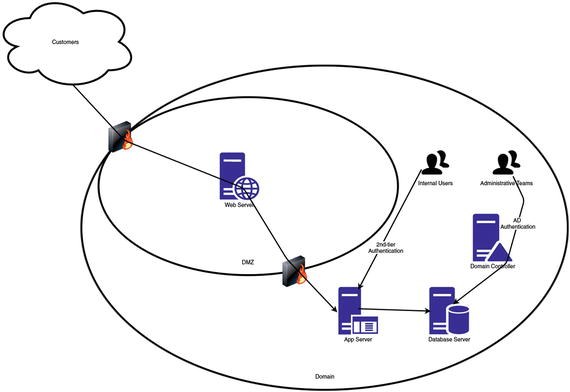 Customers
Internal Users
Administrative Teams
Web Server
AD
Authentication
2nd-tier
Authentication
DMZ
Domain Controller
App Server
Database Server
Domain